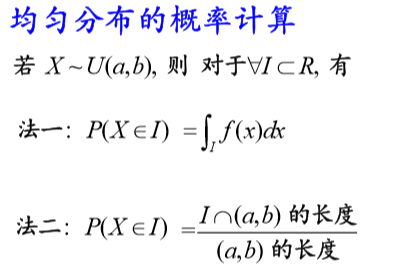 均匀分布的概率计算
若 X~U(a,b), 则 对于∀I⊂R, 有
法一: P(X∈I) =∫_I f(x)dx
法二: P(X∈I) = I∩(a,b) 的长度 / (a,b) 的长度